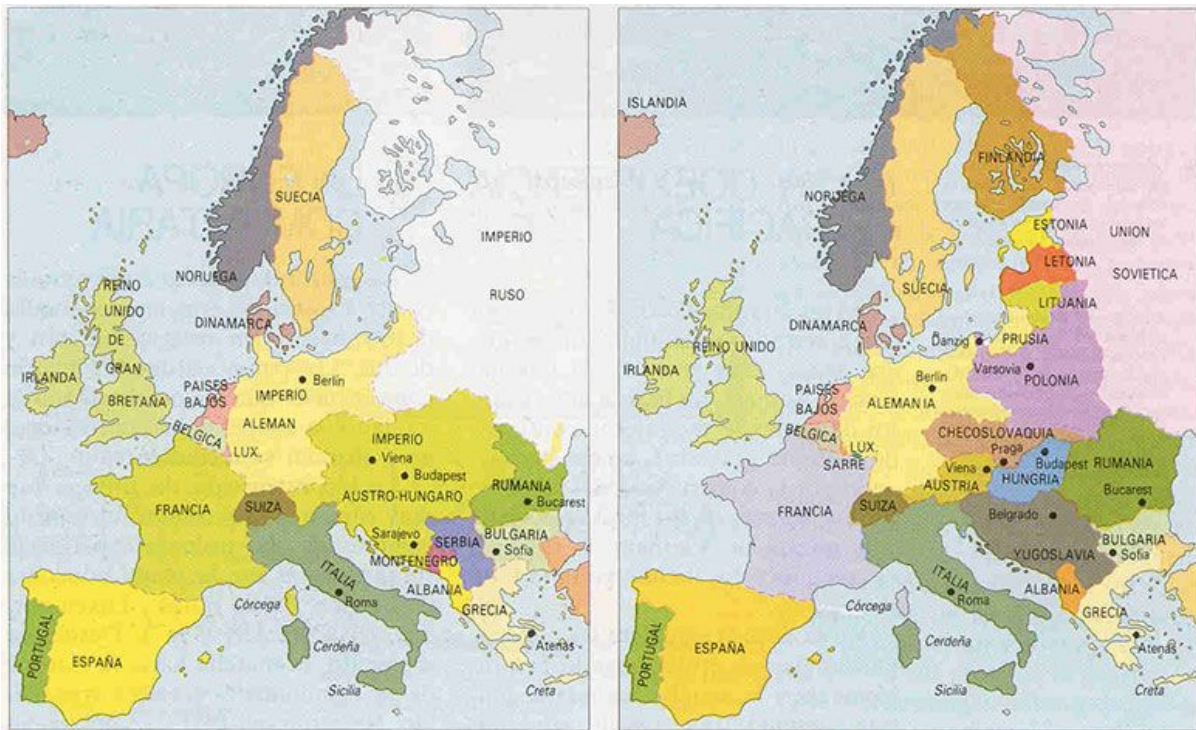 SUECIA
IMPERIO
RUSO
NORUEGA
REINO
UNIDO
DE
GRAN
BRETAÑA
IRLANDA
DINAMARCA
PAISES
BAJOS
BELGICA
LUX.
Berlín
IMPERIO
ALEMAN
IMPERIO
Viena
Budapest
AUSTRO-HUNGARO
FRANCIA
SUIZA
RUMANIA
Bucarest
Sarajevo
SERBIA
MONTENEGRO
BULGARIA
Sofia
ITALIA
Roma
ALBANIA
GRECIA
Atenas
Córcega
Cerdeña
Sicilia
Creta
PORTUGAL
ESPAÑA
ISLANDIA
FINLANDIA
NORUEGA
SUECIA
ESTONIA
UNION
SOVIETICA
LETONIA
LITUANIA
DINAMARCA
REINO UNIDO
IRLANDA
Danzig
PRUSIA
Varsovia
POLONIA
PAISES
BAJOS
BELGICA
LUX.
SARRE
Berlin
ALEMANIA
CHECOSLOVAQUIA
Praga
Viena
AUSTRIA
Budapest
HUNGRIA
RUMANIA
Bucarest
FRANCIA
SUIZA
Belgrado
YUGOSLAVIA
BULGARIA
Sofia
ITALIA
Roma
ALBANIA
GRECIA
Atenas
Córcega
Cerdeña
Sicilia
Creta
PORTUGAL
ESPAÑA